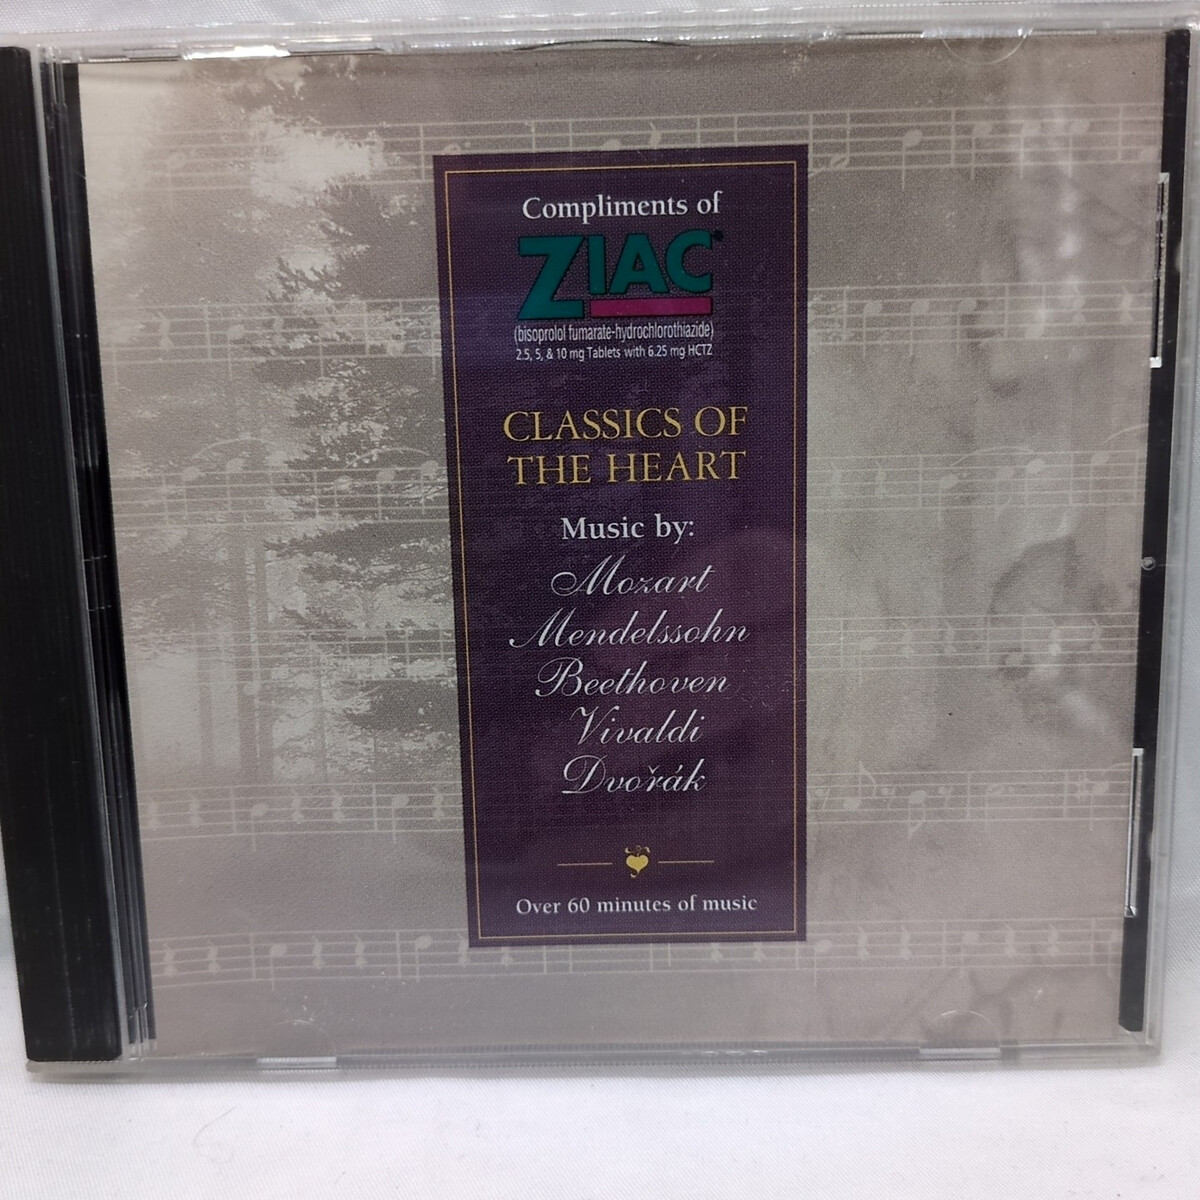 Compliments of
ZIAC®
(bisoprolol fumarate-hydrochlorothiazide)
2.5, 5, & 10 mg Tablets with 6.25 mg HCTZ
CLASSICS OF
THE HEART
Music by:
Mozart
Mendelssohn
Beethoven
Vivaldi
Dvořák
Over 60 minutes of music